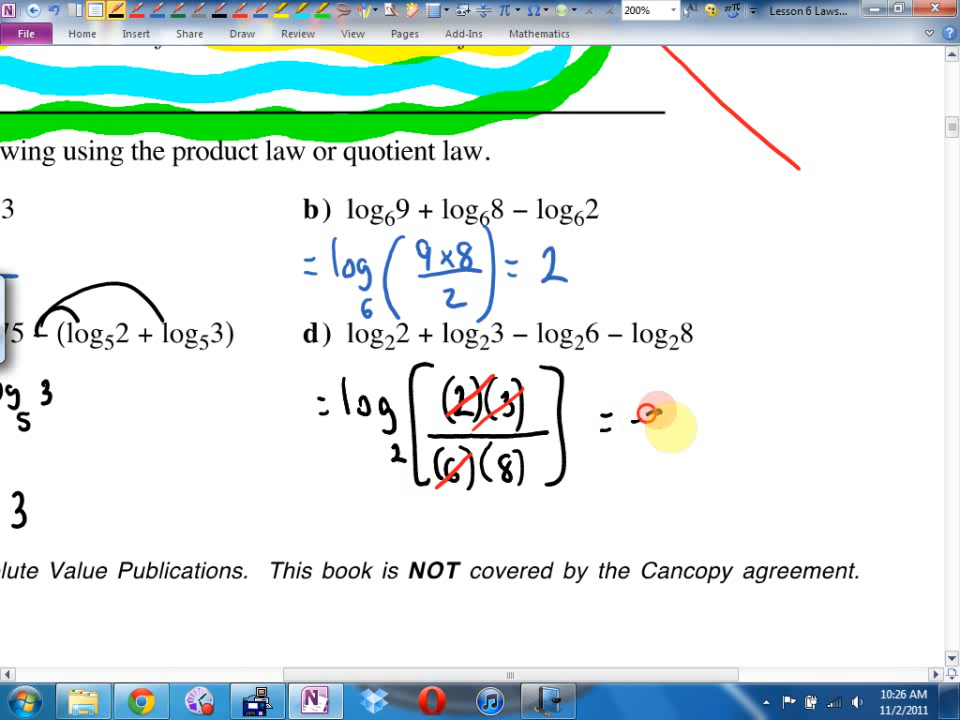 200% Lesson 6 Laws...
File Home Insert Share Draw Review View Pages Add-Ins Mathematics
wing using the product law or quotient law.
3 b) log₆9 + log₆8 − log₆2
= log₆ ( 9 × 8 / 2 ) = 2
75 − (log₅2 + log₅3) d) log₂2 + log₂3 − log₂6 − log₂8
3
5
= log₂ [ (2)(3) / (6)(8) ] = −
3
lute Value Publications. This book is NOT covered by the Cancopy agreement.
10:26 AM
11/2/2011